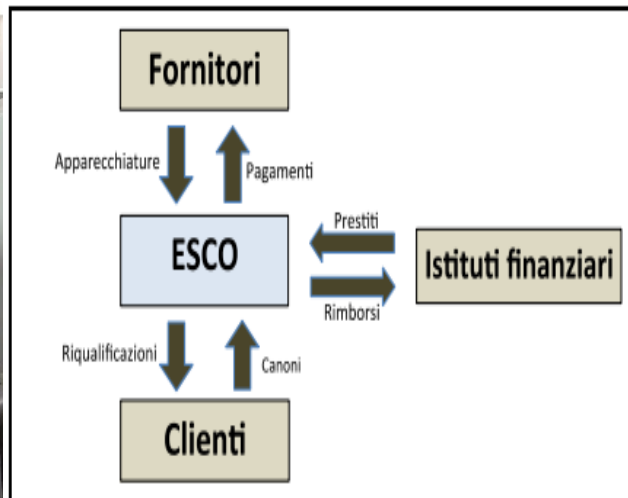 Fornitori
Apparecchiature
Pagamenti
Prestiti
ESCO
Istituti finanziari
Rimborsi
Riqualificazioni
Canoni
Clienti